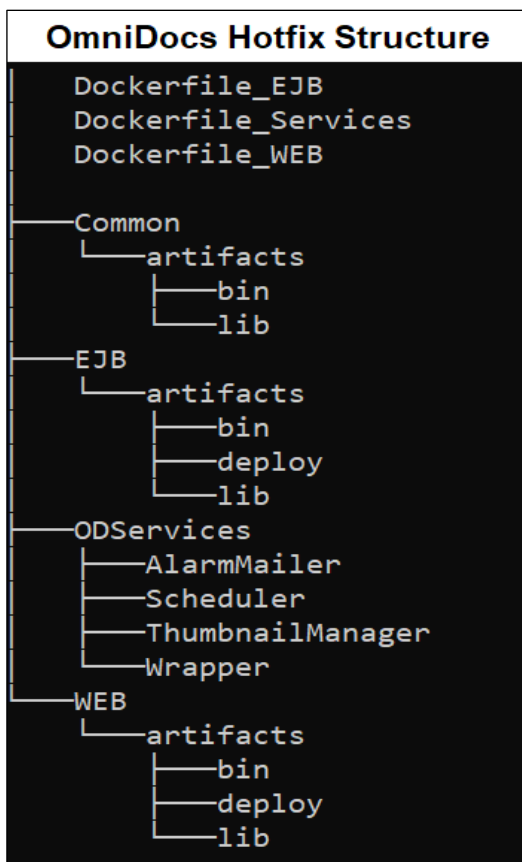 OmniDocs Hotfix Structure
Dockerfile_EJB
Dockerfile_Services
Dockerfile_WEB
Common
artifacts
bin
lib
EJB
artifacts
bin
deploy
lib
ODServices
AlarmMailer
Scheduler
ThumbnailManager
Wrapper
WEB
artifacts
bin
deploy
lib